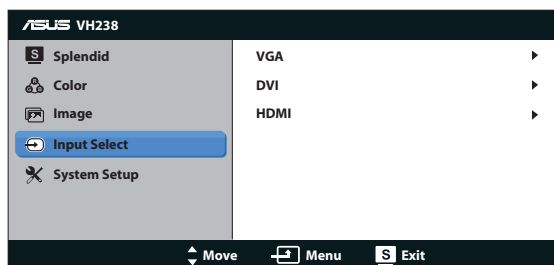 ASUS VH238
S Splendid
Color
Image
Input Select
System Setup
VGA
DVI
HDMI
Move Menu S Exit